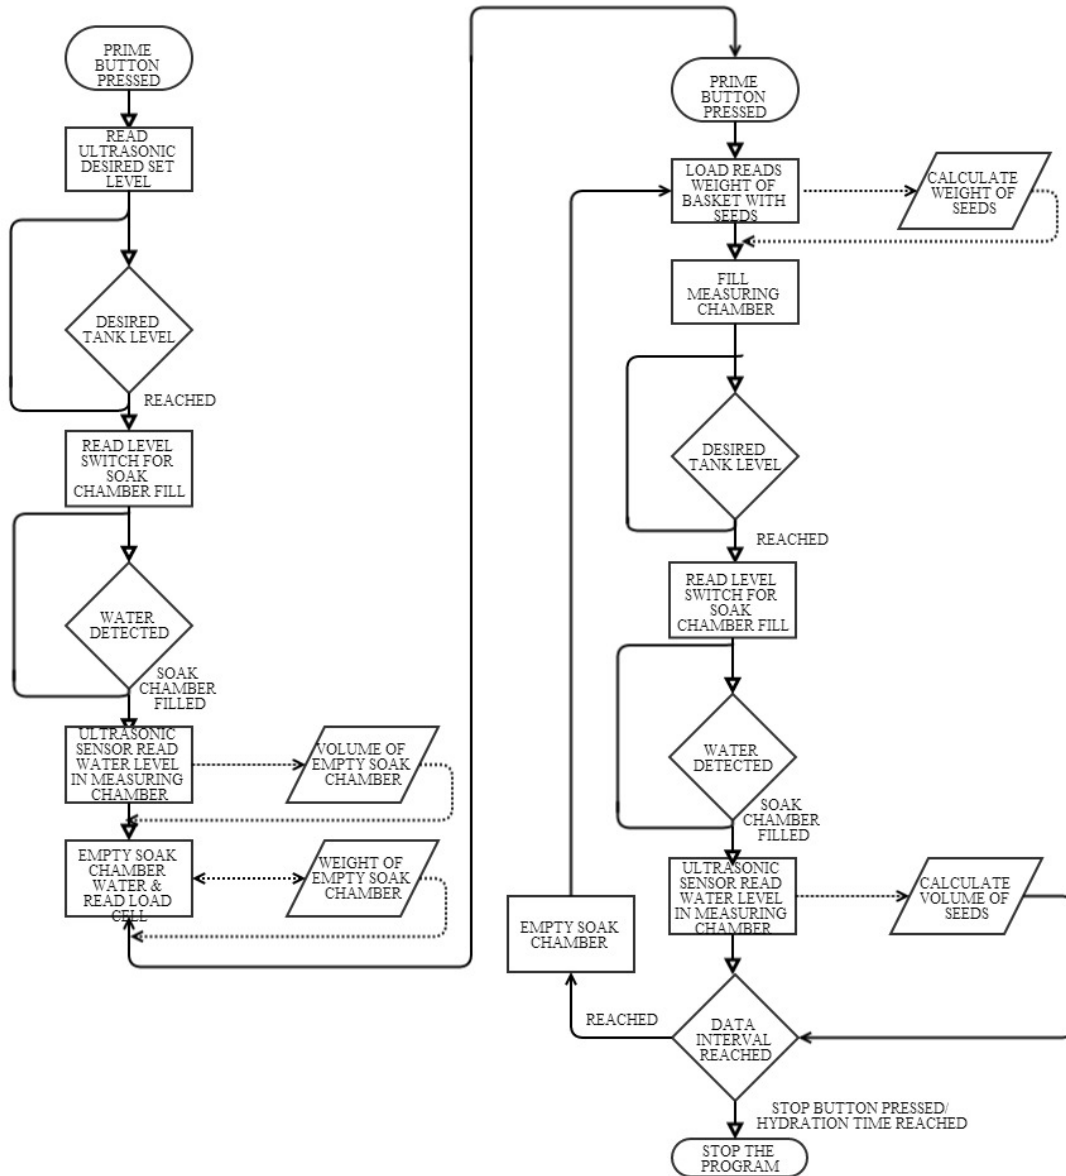 PRIME
BUTTON
PRESSED
READ
ULTRASONIC
DESIRED SET
LEVEL
DESIRED
TANK LEVEL
REACHED
READ LEVEL
SWITCH FOR
SOAK
CHAMBER FILL
WATER
DETECTED
SOAK
CHAMBER
FILLED
ULTRASONIC
SENSOR READ
WATER LEVEL
IN MEASURING
CHAMBER
VOLUME OF
EMPTY SOAK
CHAMBER
EMPTY SOAK
CHAMBER
WATER &
READ LOAD
CELL
WEIGHT OF
EMPTY SOAK
CHAMBER
PRIME
BUTTON
PRESSED
LOAD READS
WEIGHT OF
BASKET WITH
SEEDS
CALCULATE
WEIGHT OF
SEEDS
FILL
MEASURING
CHAMBER
DESIRED
TANK LEVEL
REACHED
READ LEVEL
SWITCH FOR
SOAK
CHAMBER FILL
WATER
DETECTED
SOAK
CHAMBER
FILLED
ULTRASONIC
SENSOR READ
WATER LEVEL
IN MEASURING
CHAMBER
CALCULATE
VOLUME OF
SEEDS
EMPTY SOAK
CHAMBER
REACHED
DATA
INTERVAL
REACHED
STOP BUTTON PRESSED/
HYDRATION TIME REACHED
STOP THE
PROGRAM